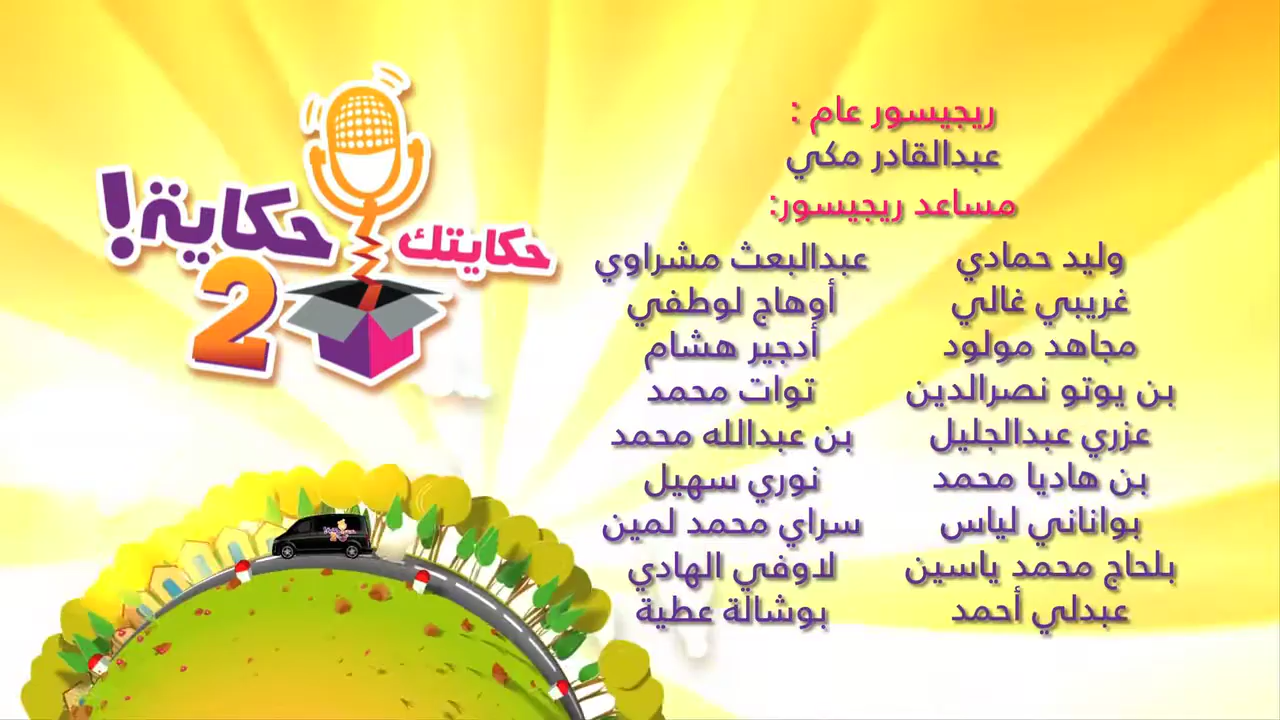 حكايتك حكاية!
2
ريجيسور عام :
عبدالقادر مكي
مساعد ريجيسور:
وليد حمادي
غريبي غالي
مجاهد مولود
بن يوتو نصرالدين
عزري عبدالجليل
بن هاديا محمد
بواناني لياس
بلحاج محمد ياسين
عبدلي أحمد
عبدالبعث مشراوي
أوهاج لوطفي
أدجير هشام
توات محمد
بن عبدالله محمد
نوري سهيل
سراي محمد لمين
لاوفي الهادي
بوشالة عطية